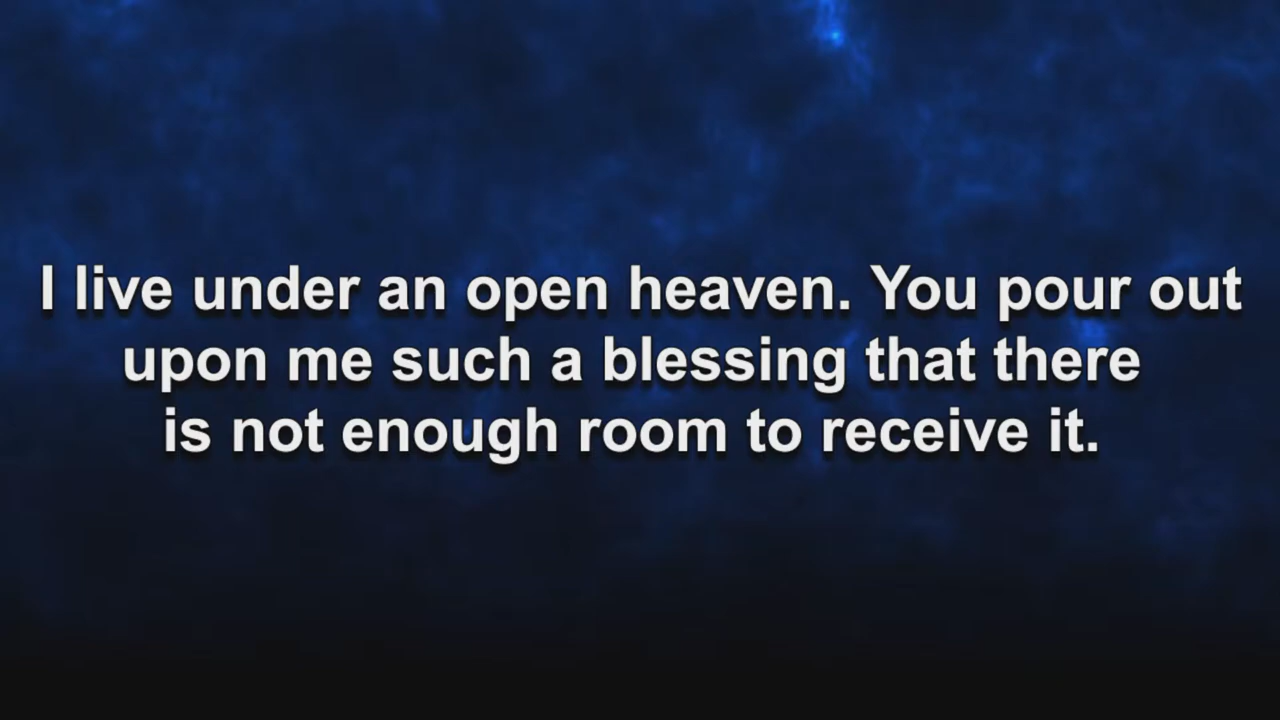 I live under an open heaven. You pour out
upon me such a blessing that there
is not enough room to receive it.